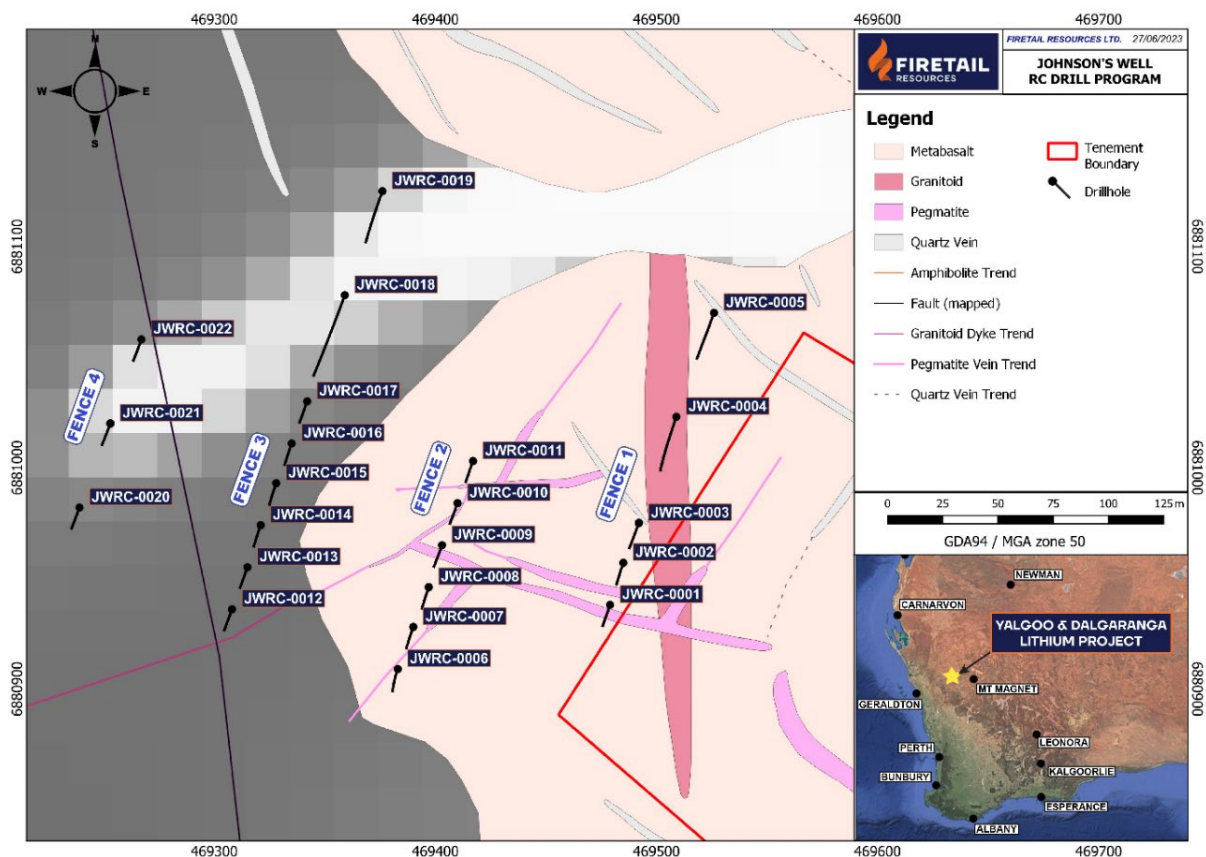 469300
469400
469500
469600
469700
N
W
E
S
6881100
6881000
6880900
JWRC-0019
JWRC-0018
JWRC-0005
JWRC-0022
JWRC-0017
JWRC-0004
JWRC-0021
JWRC-0016
JWRC-0011
JWRC-0015
JWRC-0010
JWRC-0020
JWRC-0014
JWRC-0003
JWRC-0009
JWRC-0002
JWRC-0013
JWRC-0008
JWRC-0001
JWRC-0012
JWRC-0007
JWRC-0006
FENCE 4
FENCE 3
FENCE 2
FENCE 1
FIRETAIL
RESOURCES
FIRETAIL RESOURCES LTD. 27/06/2023
JOHNSON'S WELL
RC DRILL PROGRAM
Legend
Metabasalt
Granitoid
Pegmatite
Quartz Vein
Amphibolite Trend
Fault (mapped)
Granitoid Dyke Trend
Pegmatite Vein Trend
Quartz Vein Trend
Tenement
Boundary
Drillhole
0 25 50 75 100 125 m
GDA94 / MGA zone 50
NEWMAN
CARNARVON
YALGOO & DALGARANGA
LITHIUM PROJECT
MT MAGNET
GERALDTON
LEONORA
PERTH
KALGOORLIE
BUNBURY
ESPERANCE
ALBANY
6881100
6881000
6880900
469300
469400
469500
469600
469700